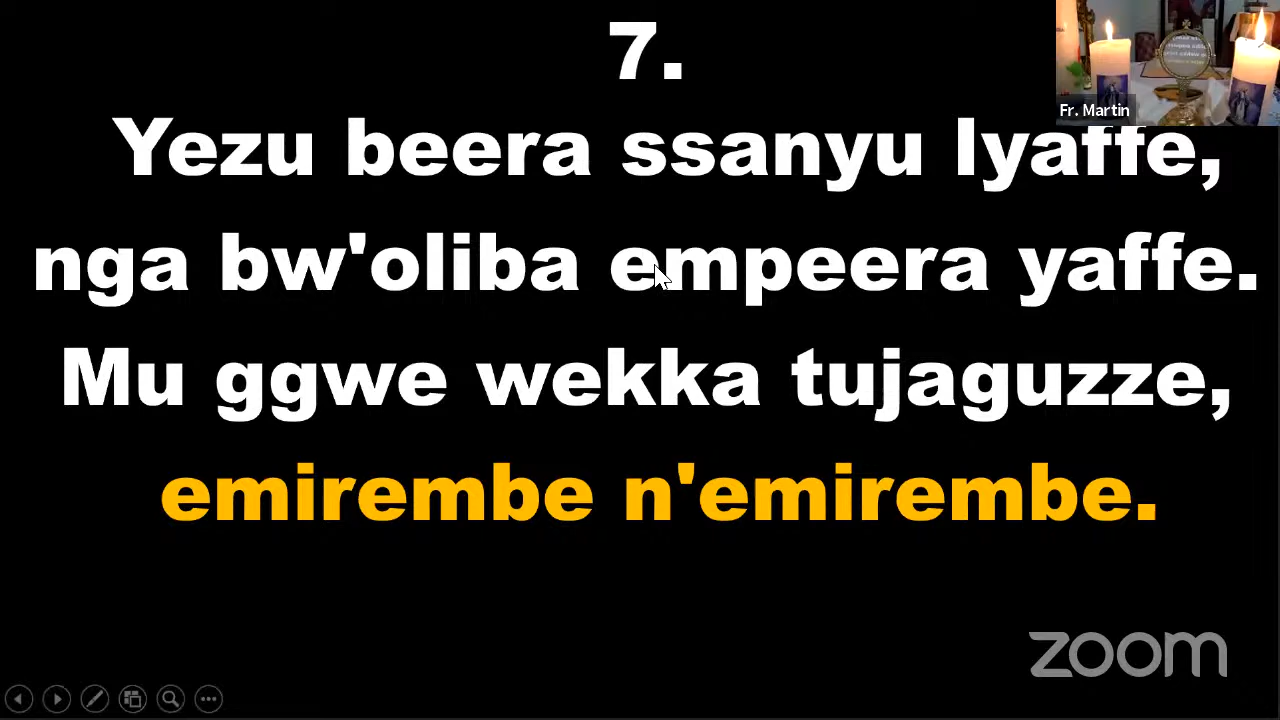 7.
Fr. Martin
Yezu beera ssanyu lyaffe,
nga bw'oliba empeera yaffe.
Mu ggwe wekka tujaguzze,
emirembe n'emirembe.
zoom